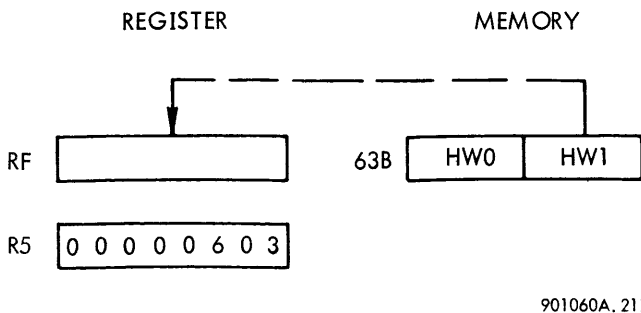 REGISTER MEMORY
RF 63B HW0 HW1
R5 0 0 0 0 0 6 0 3
901060A. 21